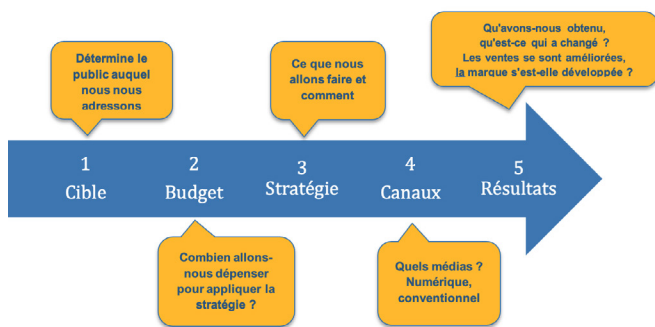 Détermine le
public auquel
nous nous
adressons
Ce que nous
allons faire et
comment
Qu'avons-nous obtenu,
qu'est-ce qui a changé ?
Les ventes se sont améliorées,
la marque s'est-elle développée ?
1
Cible
2
Budget
3
Stratégie
4
Canaux
5
Résultats
Combien allons-
nous dépenser
pour appliquer la
stratégie ?
Quels médias ?
Numérique,
conventionnel